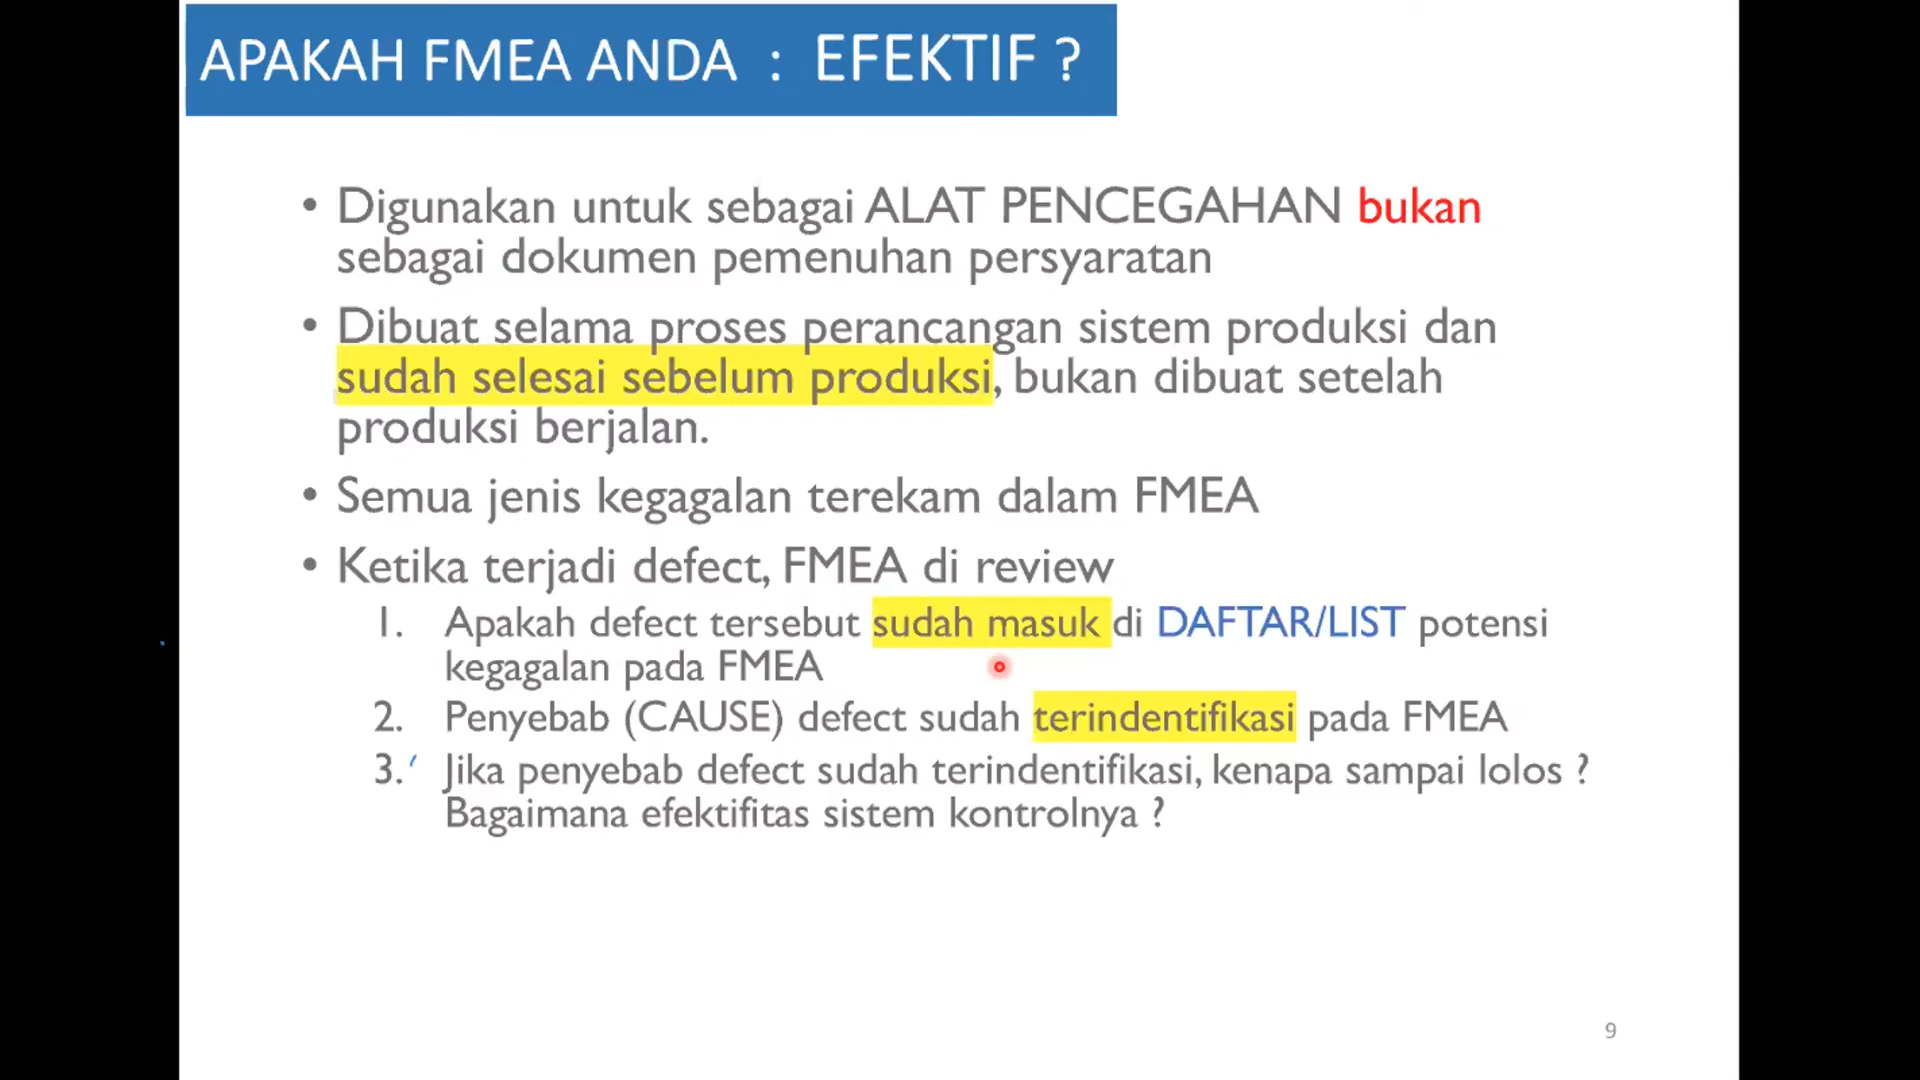 APAKAH FMEA ANDA : EFEKTIF ?
• Digunakan untuk sebagai ALAT PENCEGAHAN bukan
sebagai dokumen pemenuhan persyaratan
• Dibuat selama proses perancangan sistem produksi dan
sudah selesai sebelum produksi, bukan dibuat setelah
produksi berjalan.
• Semua jenis kegagalan terekam dalam FMEA
• Ketika terjadi defect, FMEA di review
1. Apakah defect tersebut sudah masuk di DAFTAR/LIST potensi
kegagalan pada FMEA
2. Penyebab (CAUSE) defect sudah terindentifikasi pada FMEA
3. Jika penyebab defect sudah terindentifikasi, kenapa sampai lolos ?
Bagaimana efektifitas sistem kontrolnya ?
9